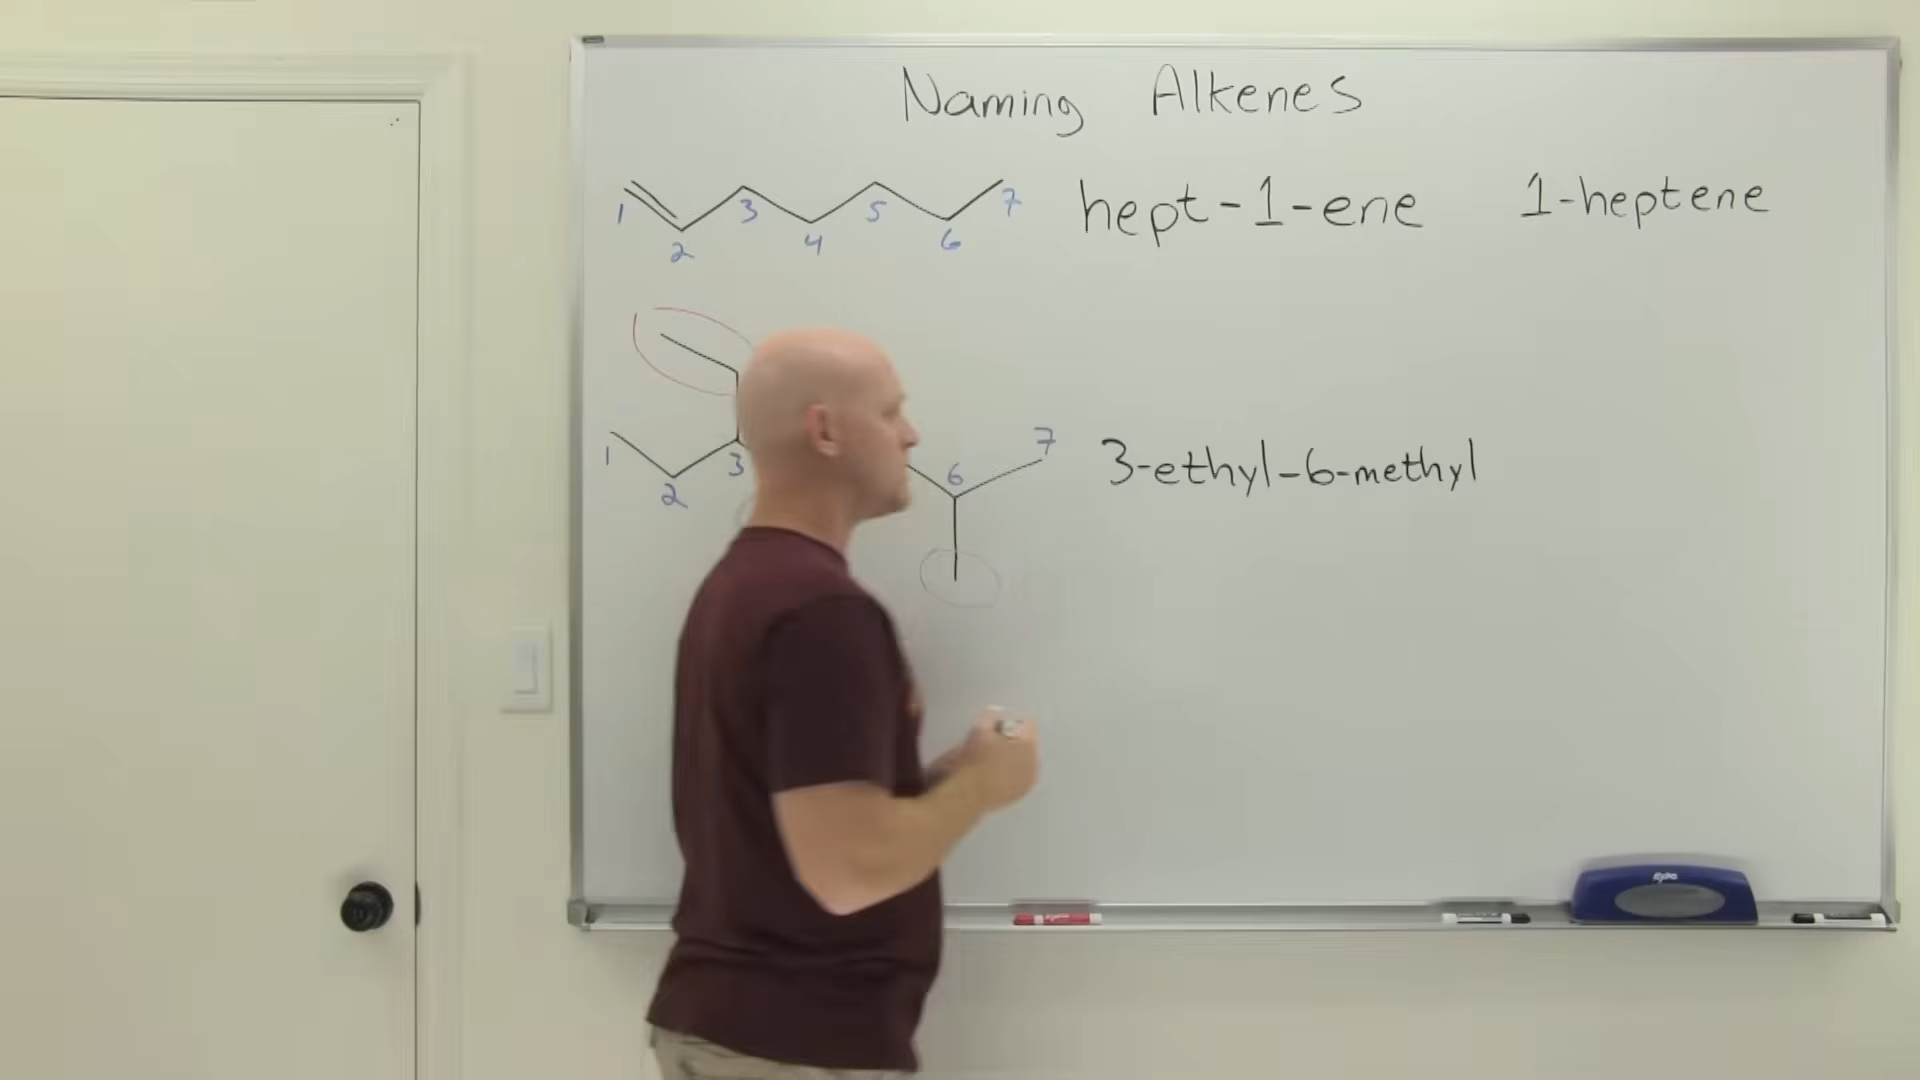 Naming Alkenes
1 2 3 4 5 6 7
hept-1-ene
1-heptene
1 2 3 6 7
3-ethyl-6-methyl
Expo